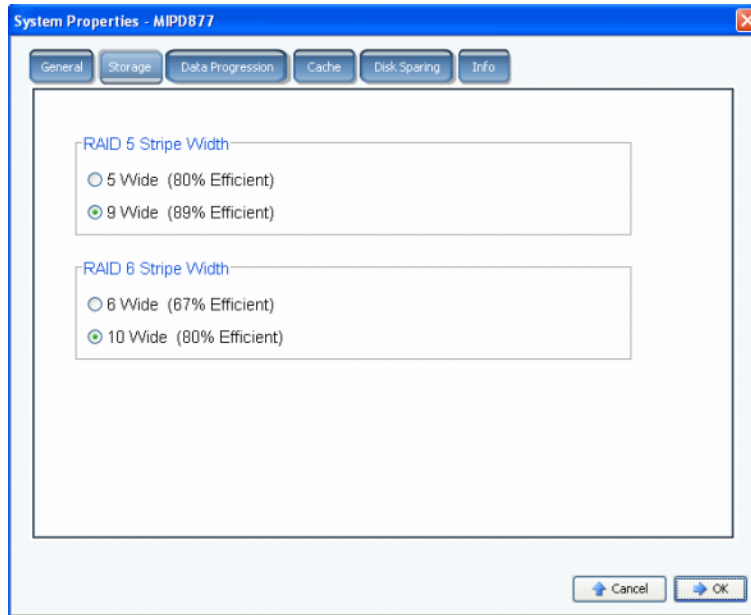 System Properties - MIPD877
General Storage Data Progression Cache Disk Sparing Info
RAID 5 Stripe Width
5 Wide (80% Efficient)
9 Wide (89% Efficient)
RAID 6 Stripe Width
6 Wide (67% Efficient)
10 Wide (80% Efficient)
Cancel OK